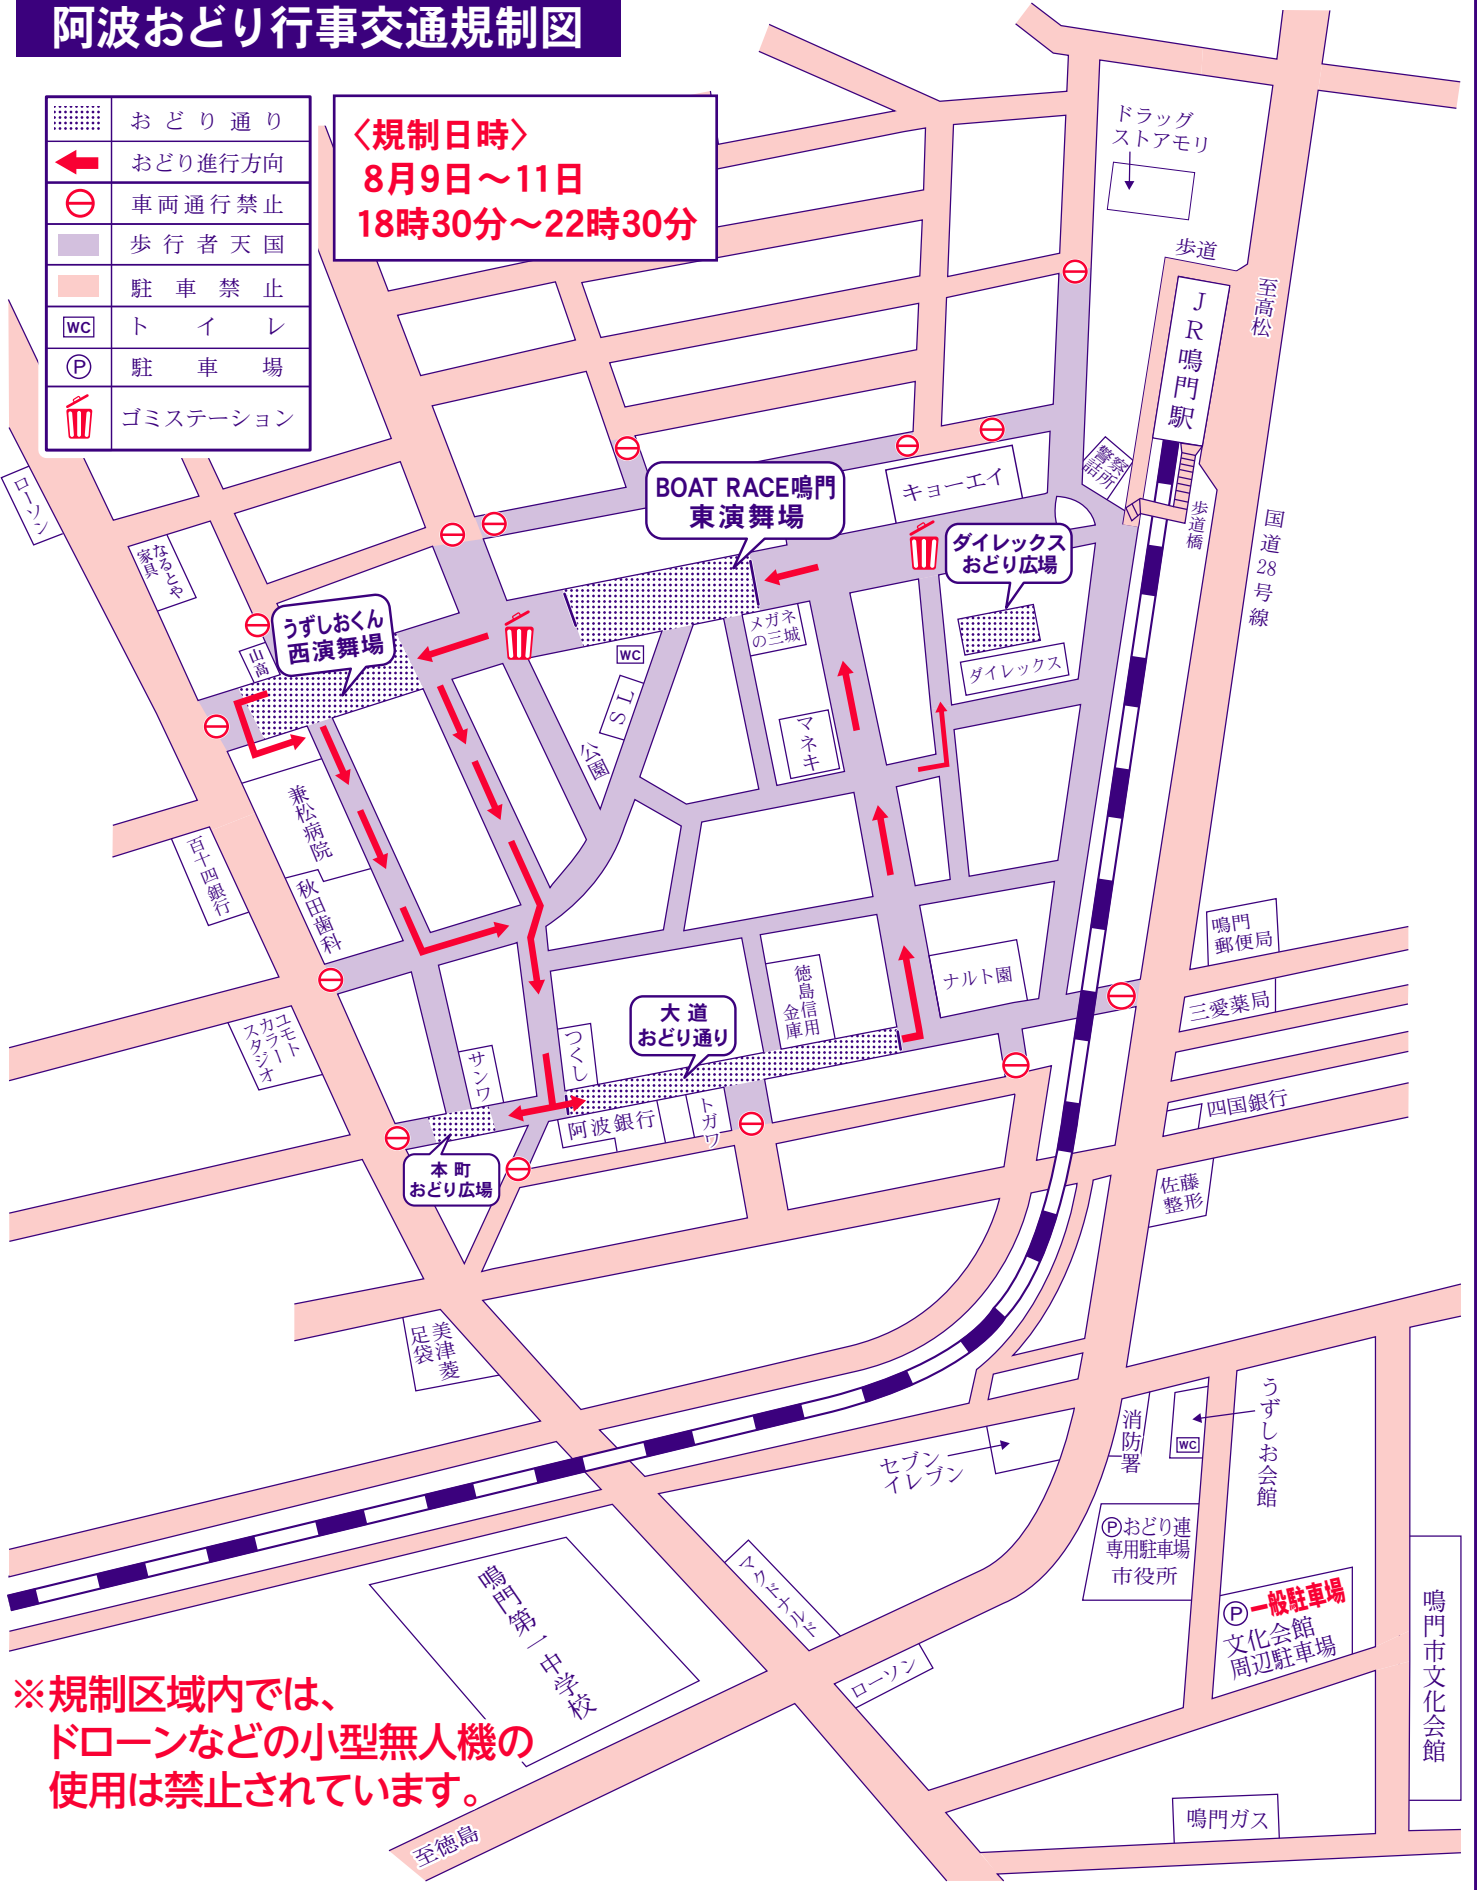 阿波おどり行事交通規制図
おどり通り
おどり進行方向
車両通行禁止
歩行者天国
駐車禁止
WC
トイレ
P
駐車場
ゴミステーション
〈規制日時〉
8月9日～11日
18時30分～22時30分
ドラッグ
ストアモリ
歩道
JR鳴門駅
至高松
警察
詰所
歩道橋
国道28号線
キョーエイ
BOAT RACE鳴門
東演舞場
ダイレックス
おどり広場
ダイレックス
メガネ
の三城
マネキ
WC
SL
公園
ローソン
なるとや
家具
山高
うずしおくん
西演舞場
兼松病院
秋田歯科
百十四銀行
ユモト
カラー
スタジオ
サンワ
つくし
大道
おどり通り
徳島信用
金庫
ナルト園
阿波銀行
トガワ
本町
おどり広場
鳴門
郵便局
三愛薬局
四国銀行
佐藤
整形
美津菱
足袋
セブン
イレブン
消防署
WC
うずしお会館
Pおどり連
専用駐車場
市役所
P一般駐車場
文化会館
周辺駐車場
鳴門市文化会館
鳴門ガス
マクドナルド
ローソン
鳴門第一中学校
至徳島
※規制区域内では、
ドローンなどの小型無人機の
使用は禁止されています。